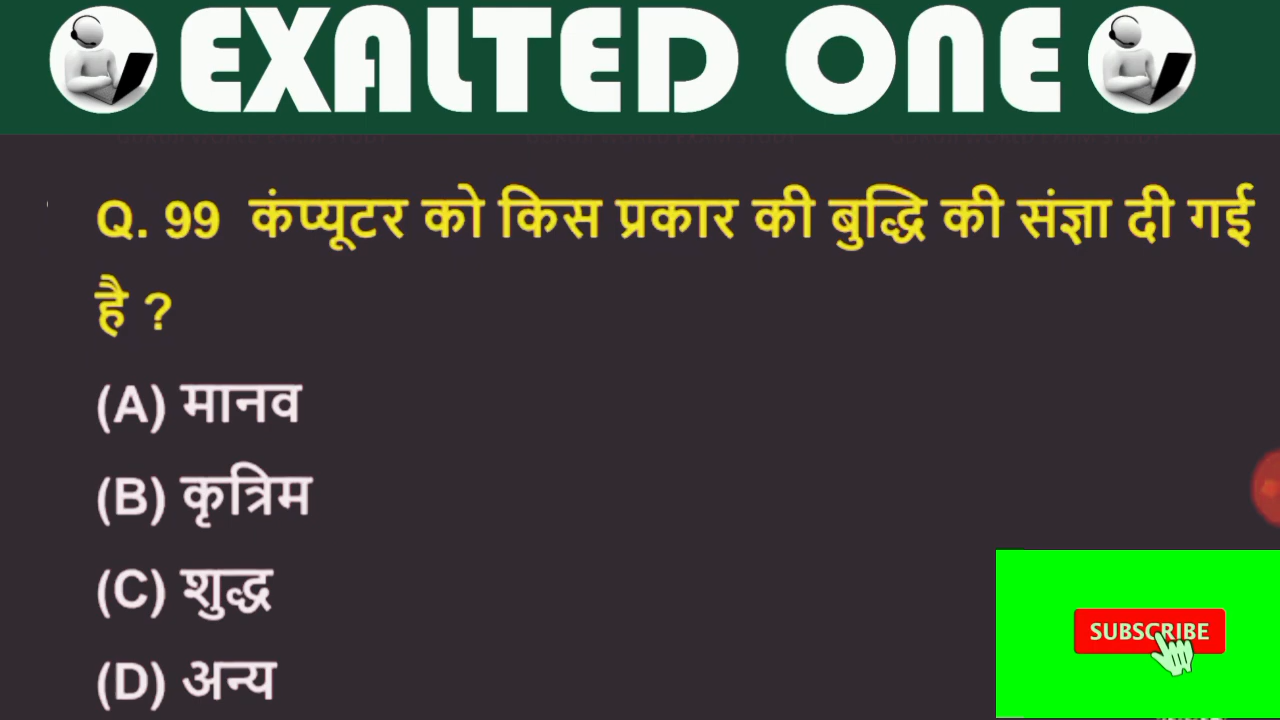 EXALTED ONE
Q. 99 कंप्यूटर को किस प्रकार की बुद्धि की संज्ञा दी गई
है ?
(A) मानव
(B) कृत्रिम
(C) शुद्ध
(D) अन्य
SUBSCRIBE